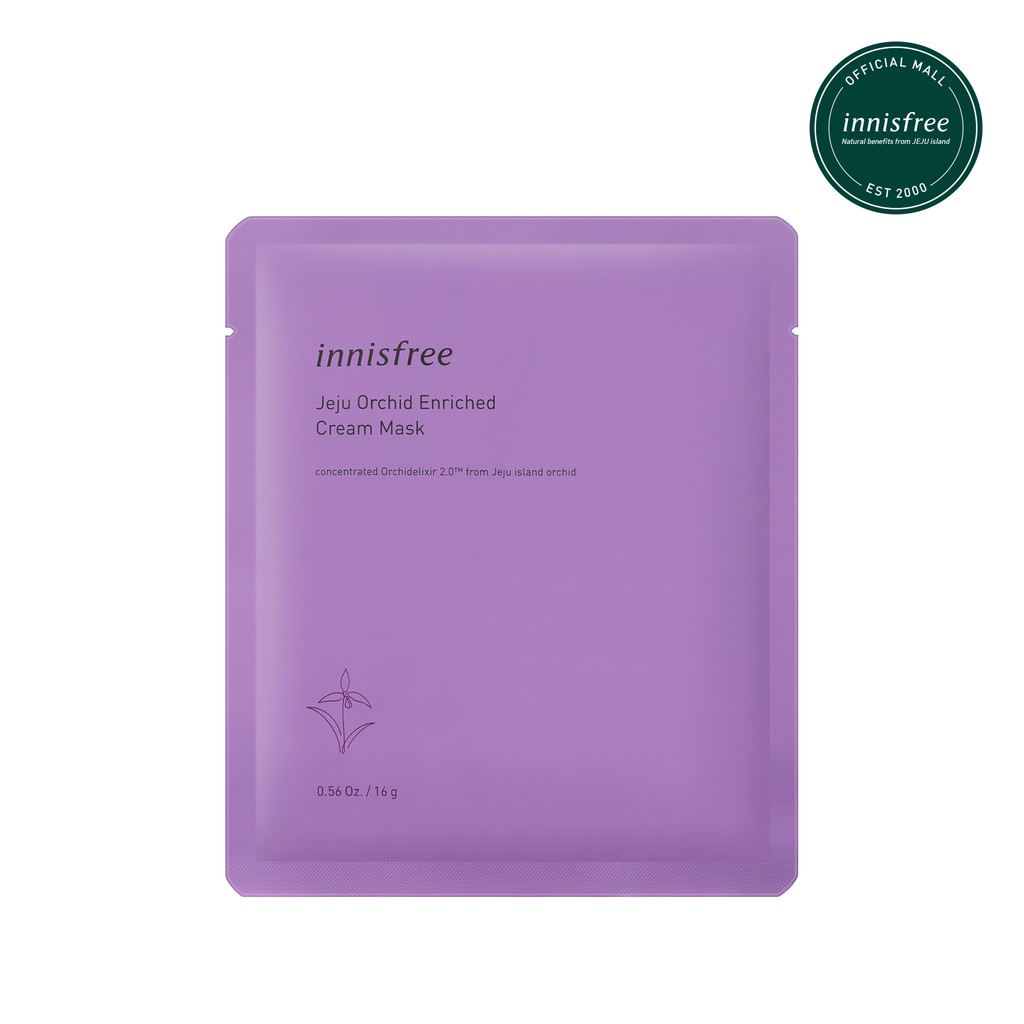 OFFICIAL MALL
innisfree
Natural benefits from JEJU island
EST 2000
innisfree
Jeju Orchid Enriched
Cream Mask
concentrated Orchidelixir 2.0™ from Jeju island orchid
0.56 Oz. / 16 g